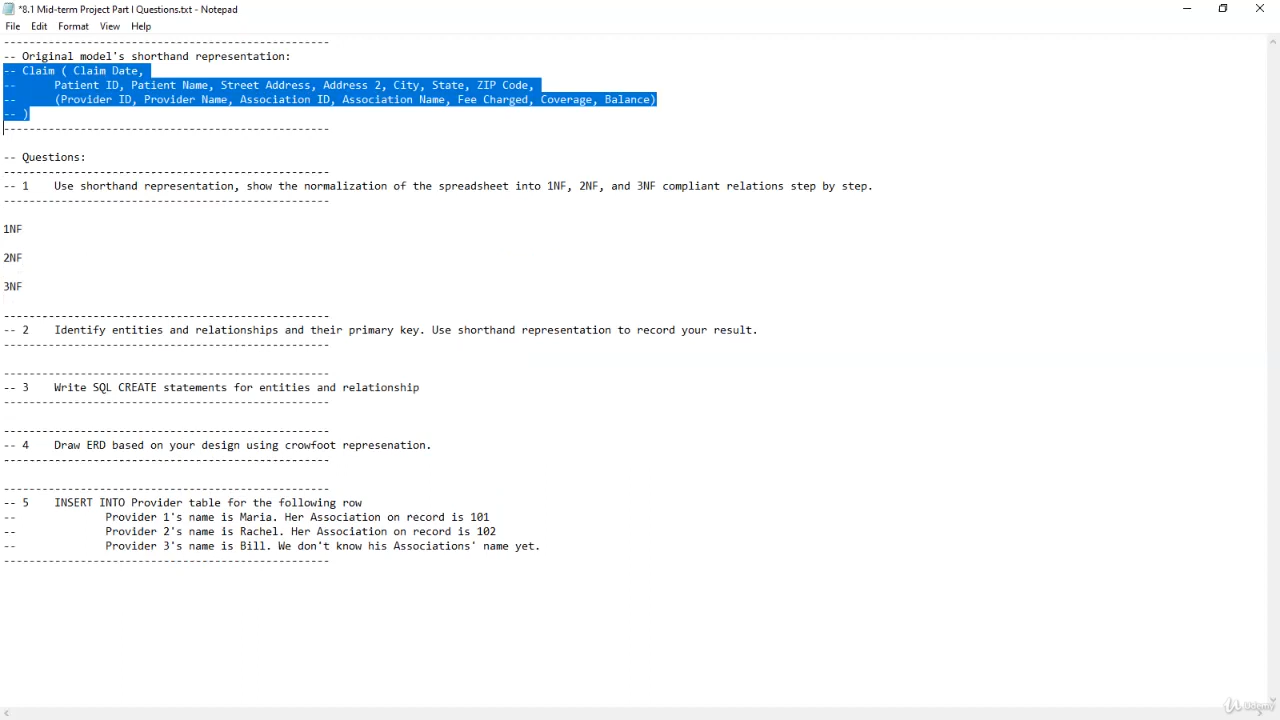 *8.1 Mid-term Project Part I Questions.txt - Notepad
File Edit Format View Help
---------------------------------------------------
-- Original model's shorthand representation:
-- Claim ( Claim Date,
-- Patient ID, Patient Name, Street Address, Address 2, City, State, ZIP Code,
-- (Provider ID, Provider Name, Association ID, Association Name, Fee Charged, Coverage, Balance)
-- )
---------------------------------------------------
-- Questions:
---------------------------------------------------
-- 1 Use shorthand representation, show the normalization of the spreadsheet into 1NF, 2NF, and 3NF compliant relations step by step.
---------------------------------------------------
1NF
2NF
3NF
---------------------------------------------------
-- 2 Identify entities and relationships and their primary key. Use shorthand representation to record your result.
---------------------------------------------------
---------------------------------------------------
-- 3 Write SQL CREATE statements for entities and relationship
---------------------------------------------------
---------------------------------------------------
-- 4 Draw ERD based on your design using crowfoot represenation.
---------------------------------------------------
---------------------------------------------------
-- 5 INSERT INTO Provider table for the following row
-- Provider 1's name is Maria. Her Association on record is 101
-- Provider 2's name is Rachel. Her Association on record is 102
-- Provider 3's name is Bill. We don't know his Associations' name yet.
---------------------------------------------------
Udemy